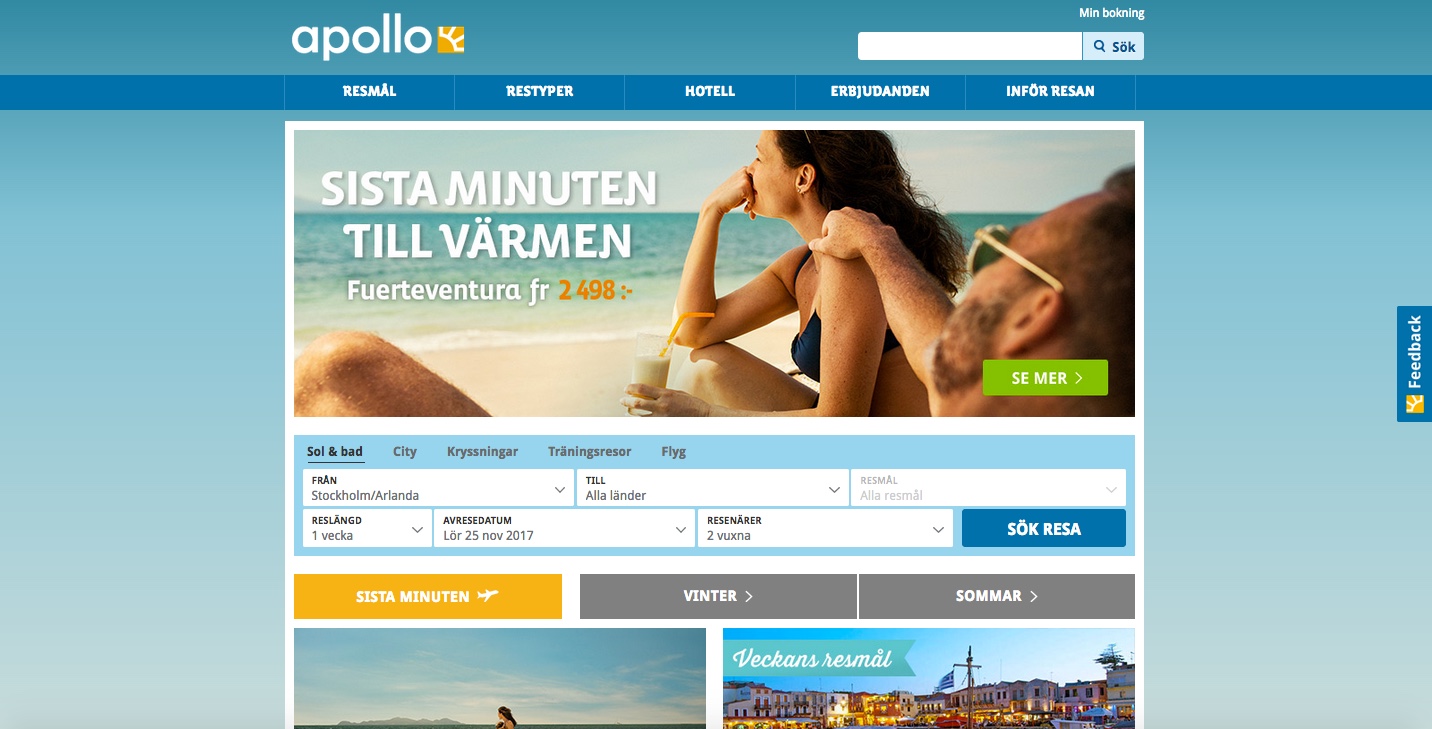 Min bokning
apollo
Sök
RESMÅL
RESTYPER
HOTELL
ERBJUDANDEN
INFÖR RESAN
SISTA MINUTEN
TILL VÄRMEN
Fuerteventura fr 2 498 :-
SE MER
Feedback
Sol & bad
City
Kryssningar
Träningsresor
Flyg
FRÅN
Stockholm/Arlanda
TILL
Alla länder
RESMÅL
Alla resmål
RESLÄNGD
1 vecka
AVRESEDATUM
Lör 25 nov 2017
RESENÄRER
2 vuxna
SÖK RESA
SISTA MINUTEN
VINTER
SOMMAR
Veckans resmål